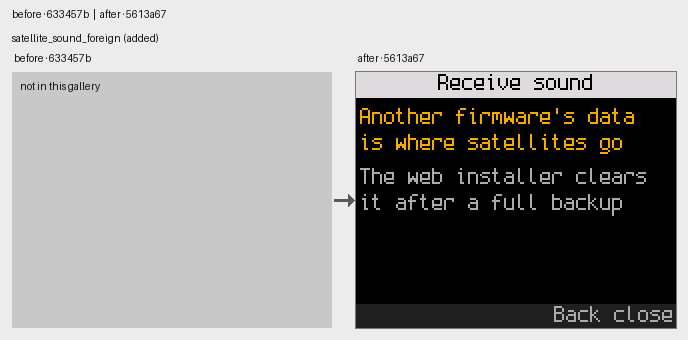 before·633457b | after·5613a67
satellite_sound_foreign (added)
before·633457b
not in this gallery
after·5613a67
Receive sound
Another firmware's data
is where satellites go
The web installer clears
it after a full backup
Back close